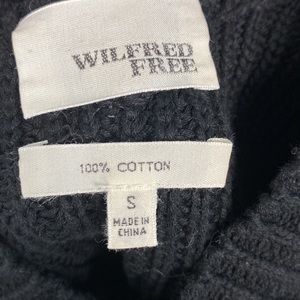 WILFRED
FREE
100% COTTON
S
MADE IN
CHINA